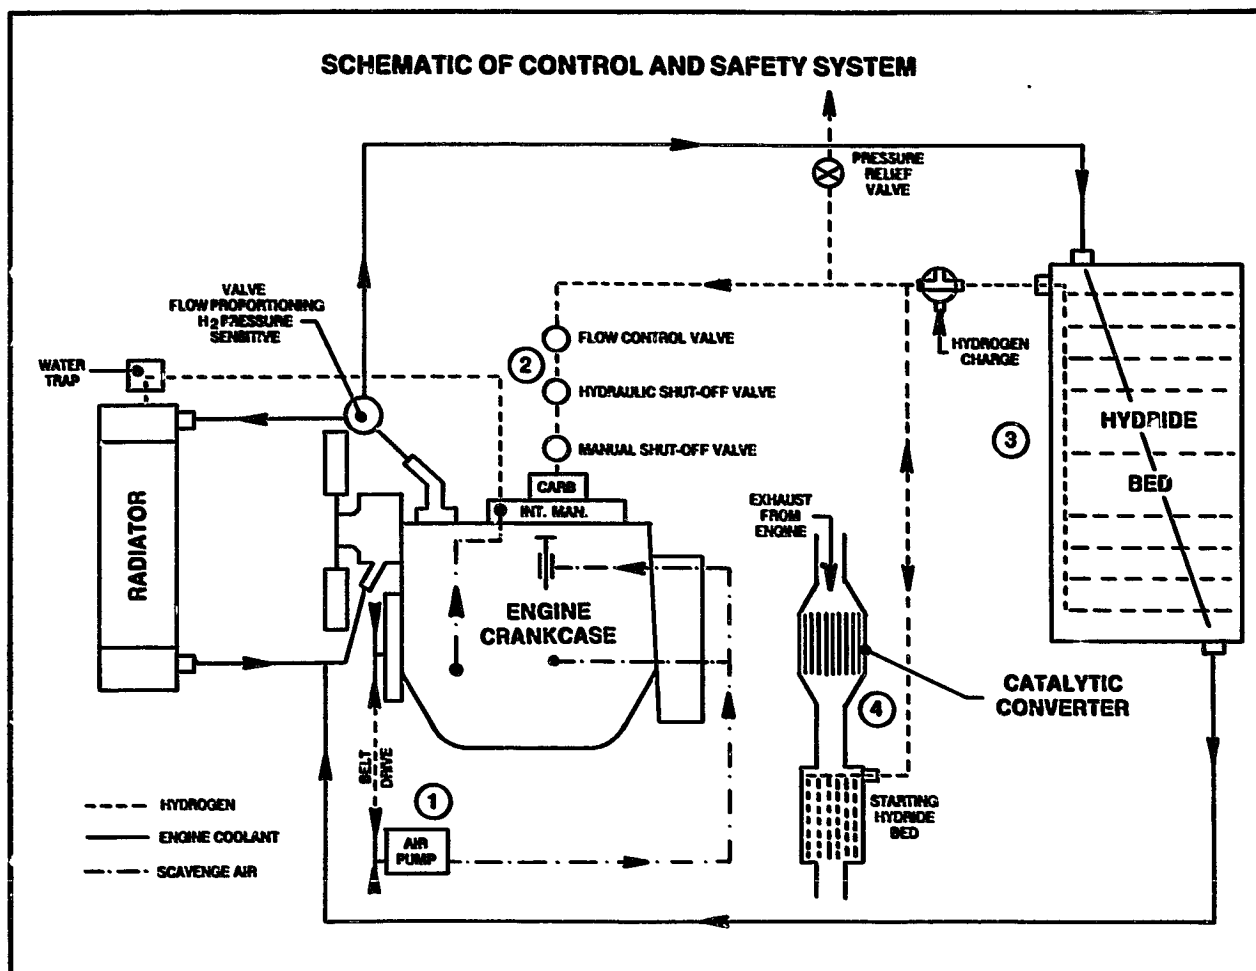 SCHEMATIC OF CONTROL AND SAFETY SYSTEM
PRESSURE
RELIEF
VALVE
VALVE
FLOW PROPORTIONING
H2 PRESSURE
SENSITIVE
WATER
TRAP
FLOW CONTROL VALVE
2
HYDRAULIC SHUT-OFF VALVE
MANUAL SHUT-OFF VALVE
HYDROGEN
CHARGE
HYDRIDE
BED
3
CARB
INT. MAN.
EXHAUST
FROM
ENGINE
RADIATOR
ENGINE
CRANKCASE
CATALYTIC
CONVERTER
4
BELT
DRIVE
1
AIR
PUMP
STARTING
HYDRIDE
BED
HYDROGEN
ENGINE COOLANT
SCAVENGE AIR